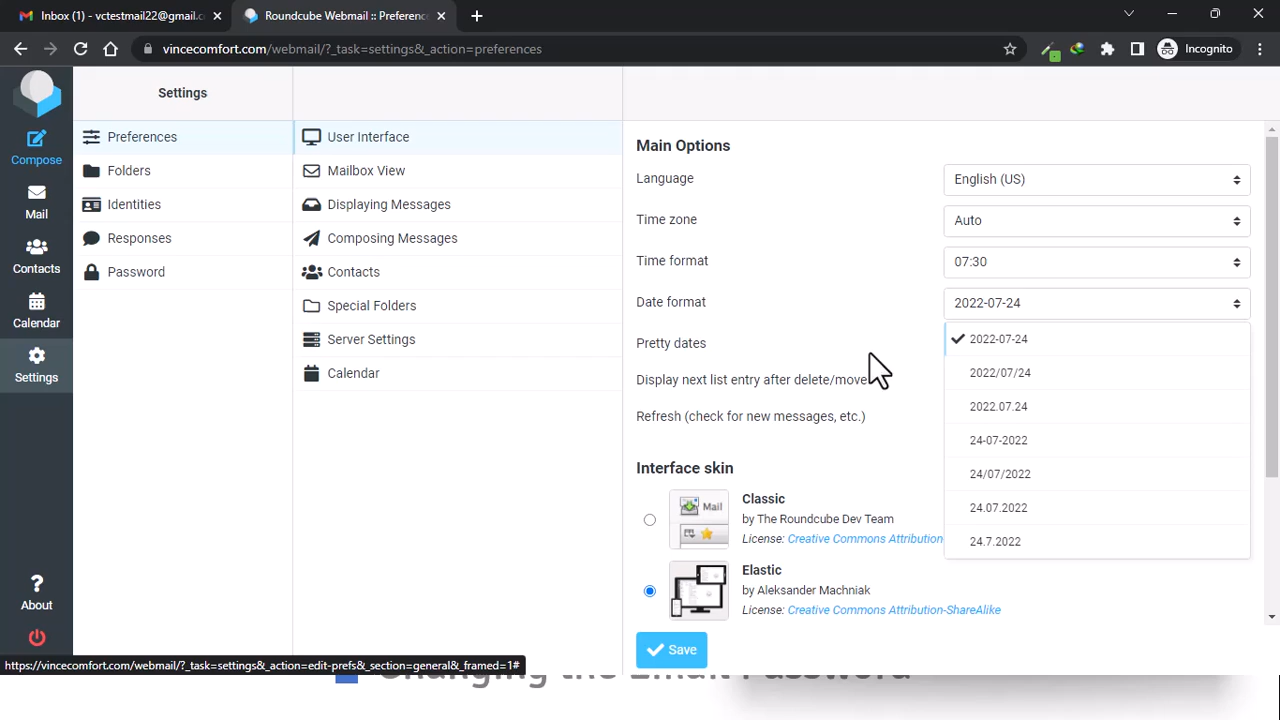 Inbox (1) - vctestmail22@gmail.c
Roundcube Webmail :: Preference
vincecomfort.com/webmail/?_task=settings&_action=preferences
Incognito
Settings
Compose
Mail
Contacts
Calendar
Settings
About
Preferences
Folders
Identities
Responses
Password
User Interface
Mailbox View
Displaying Messages
Composing Messages
Contacts
Special Folders
Server Settings
Calendar
Main Options
Language
English (US)
Time zone
Auto
Time format
07:30
Date format
2022-07-24
2022-07-24
2022/07/24
2022.07.24
24-07-2022
24/07/2022
24.07.2022
24.7.2022
Pretty dates
Display next list entry after delete/move
Refresh (check for new messages, etc.)
Interface skin
Mail
Classic
by The Roundcube Dev Team
License: Creative Commons Attribution-
Elastic
by Aleksander Machniak
License: Creative Commons Attribution-ShareAlike
Save
https://vincecomfort.com/webmail/?_task=settings&_action=edit-prefs&_section=general&_framed=1#
Changing the Email Password